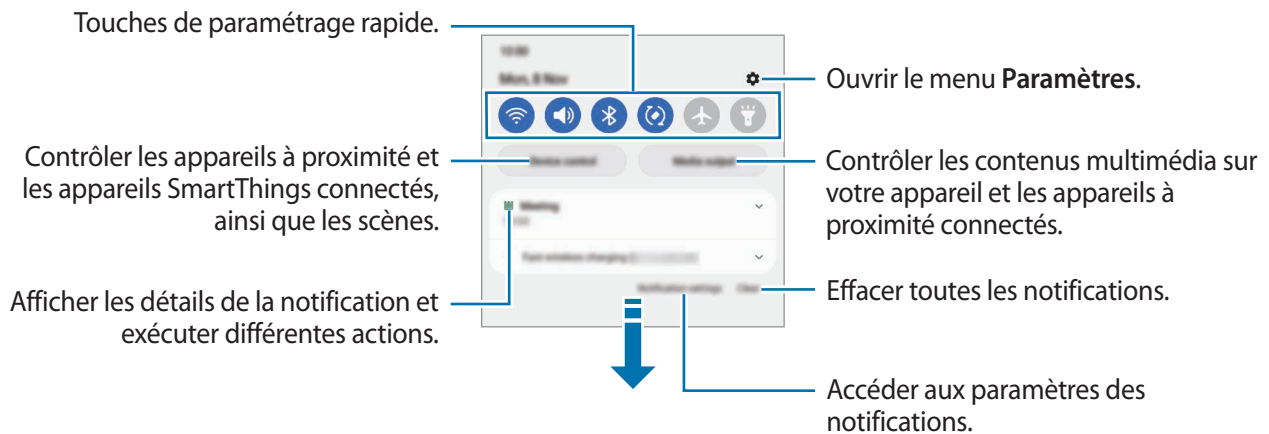 Touches de paramétrage rapide.
10:00
Mon, 8 Nov
Ouvrir le menu Paramètres.
Contrôler les appareils à proximité et
les appareils SmartThings connectés,
ainsi que les scènes.
Device control
Media output
Contrôler les contenus multimédia sur
votre appareil et les appareils à
proximité connectés.
Meeting
Fast wireless charging
Afficher les détails de la notification et
exécuter différentes actions.
Notification settings
Clear
Effacer toutes les notifications.
Accéder aux paramètres des
notifications.